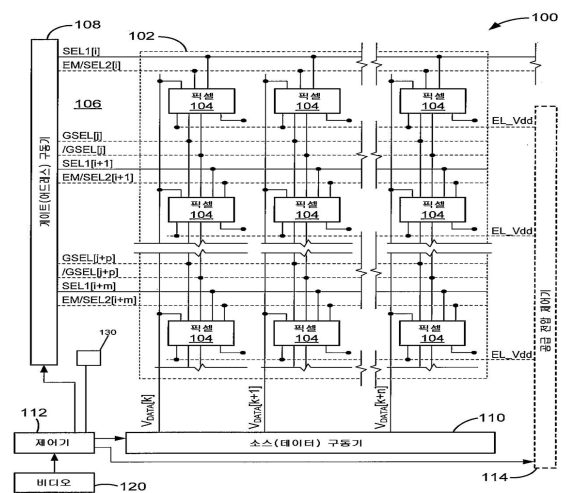 108
102
100
SEL1[i]
EM/SEL2[i]
106
픽셀
104
픽셀
104
픽셀
104
EL_Vdd
GSEL[j]
/GSEL[j]
SEL1[i+1]
EM/SEL2[i+1]
픽셀
104
픽셀
104
픽셀
104
EL_Vdd
게이트(어드레스) 구동기
GSEL[j+p]
/GSEL[j+p]
SEL1[i+m]
EM/SEL2[i+m]
픽셀
104
픽셀
104
픽셀
104
EL_Vdd
공급 전압 제어기
130
VDATA[k]
VDATA[k+1]
VDATA[k+n]
112
110
제어기
소스(데이터) 구동기
비디오
120
114